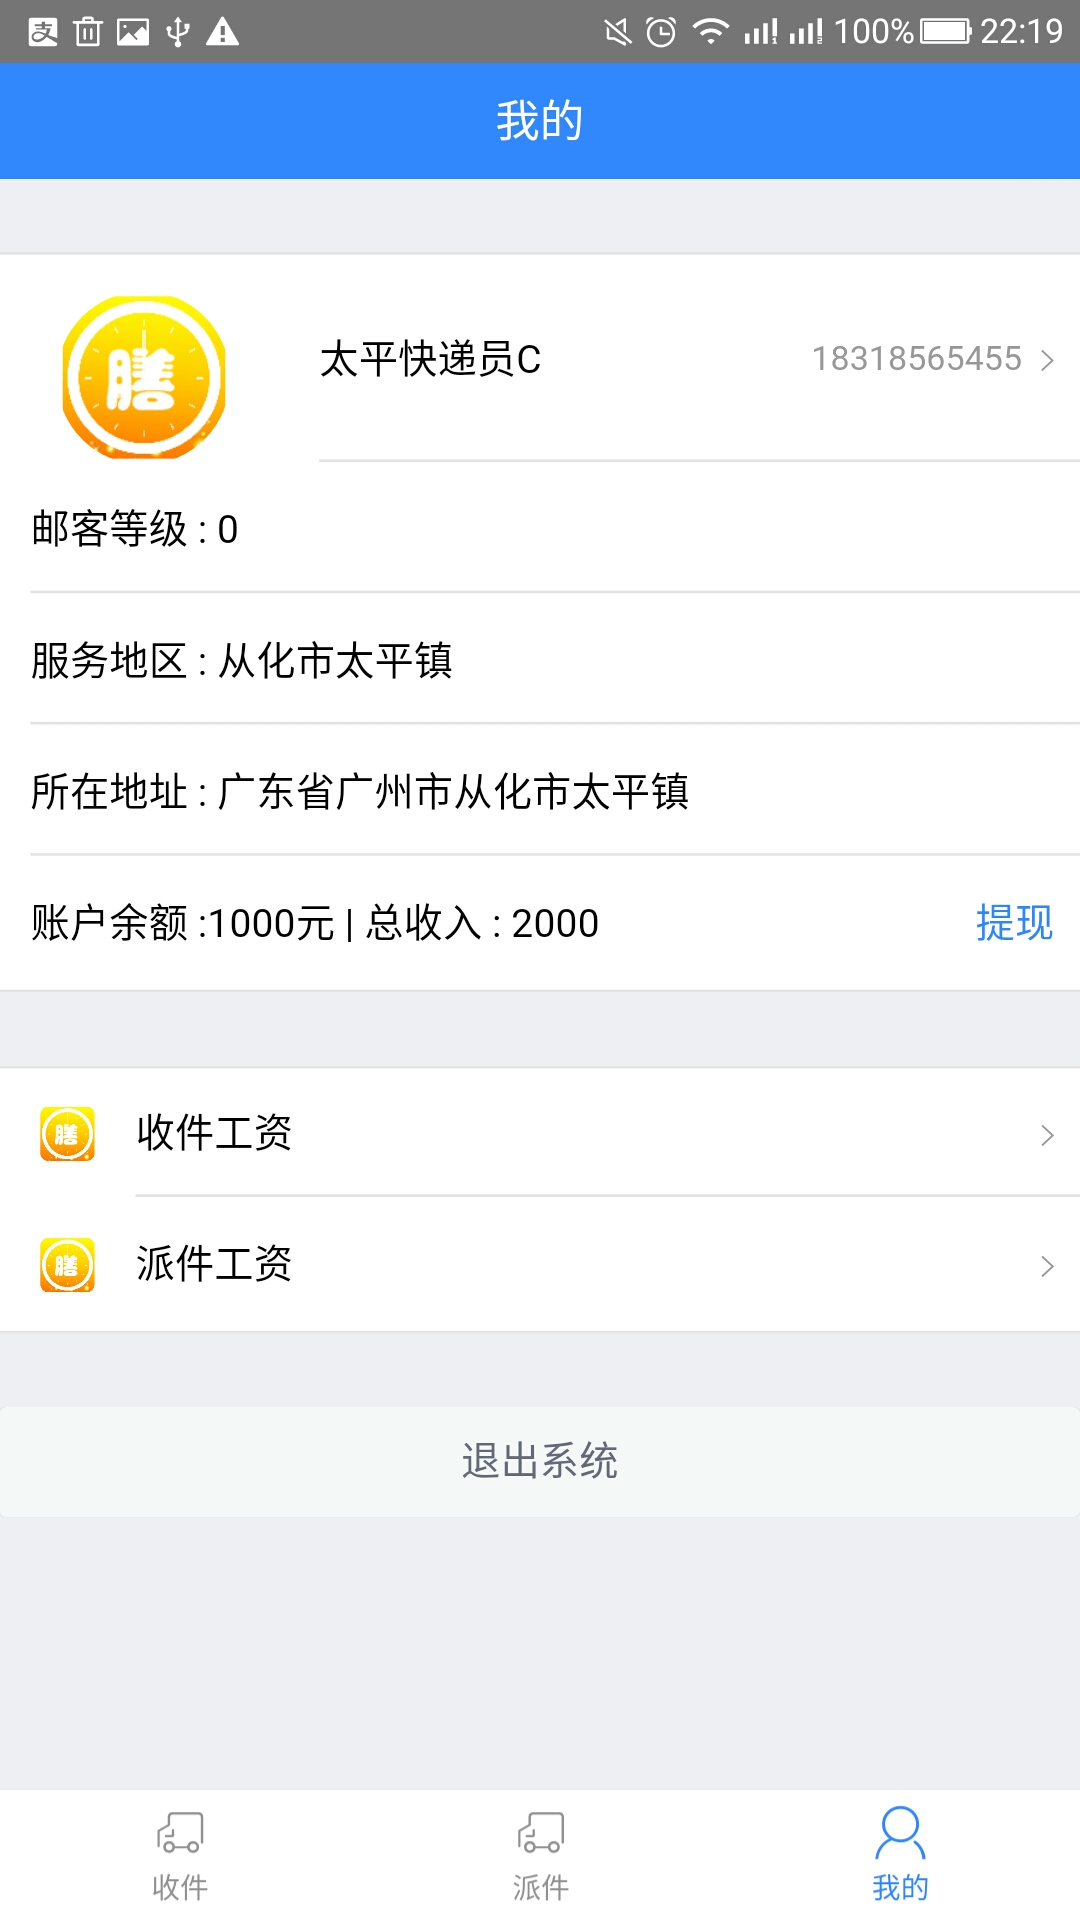 支 100% 22:19
我的
膳
太平快递员C 18318565455
邮客等级 : 0
服务地区 : 从化市太平镇
所在地址 : 广东省广州市从化市太平镇
账户余额 :1000元 | 总收入 : 2000 提现
膳 收件工资
膳 派件工资
退出系统
收件 派件 我的